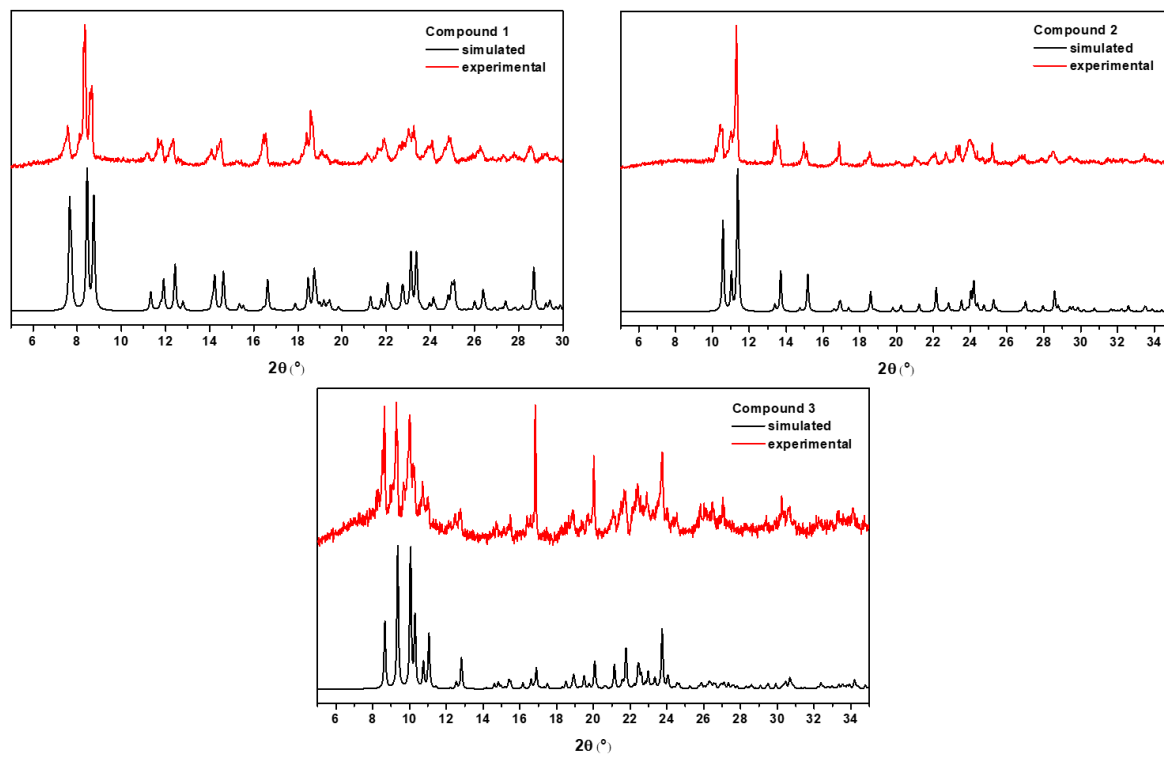 Compound 1
simulated
experimental
6 8 10 12 14 16 18 20 22 24 26 28 30
2θ (°)
Compound 2
simulated
experimental
6 8 10 12 14 16 18 20 22 24 26 28 30 32 34
2θ (°)
Compound 3
simulated
experimental
6 8 10 12 14 16 18 20 22 24 26 28 30 32 34
2θ (°)